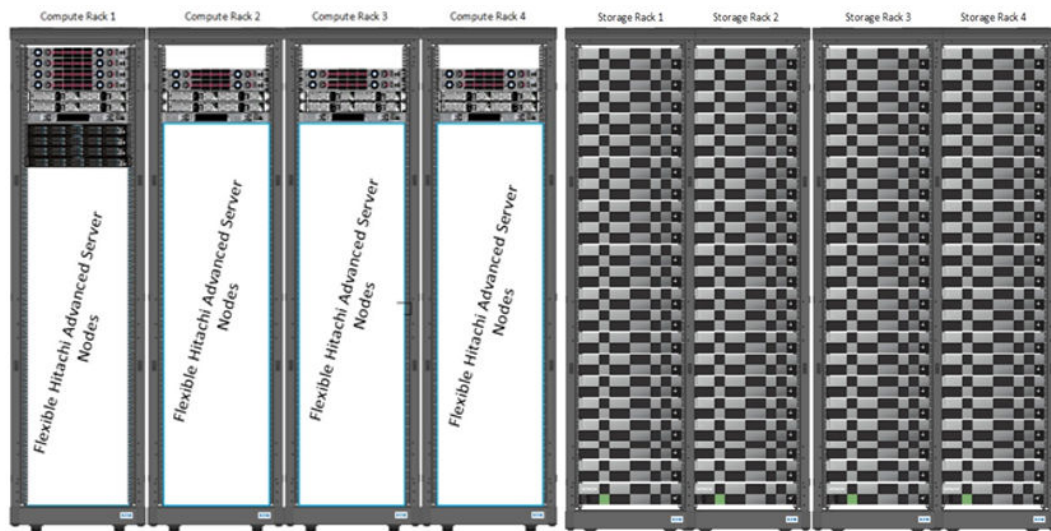 Compute Rack 1
Compute Rack 2
Compute Rack 3
Compute Rack 4
Storage Rack 1
Storage Rack 2
Storage Rack 3
Storage Rack 4
Flexible Hitachi Advanced Server
Nodes
Flexible Hitachi Advanced Server
Nodes
Flexible Hitachi Advanced Server
Nodes
Flexible Hitachi Advanced Server
Nodes